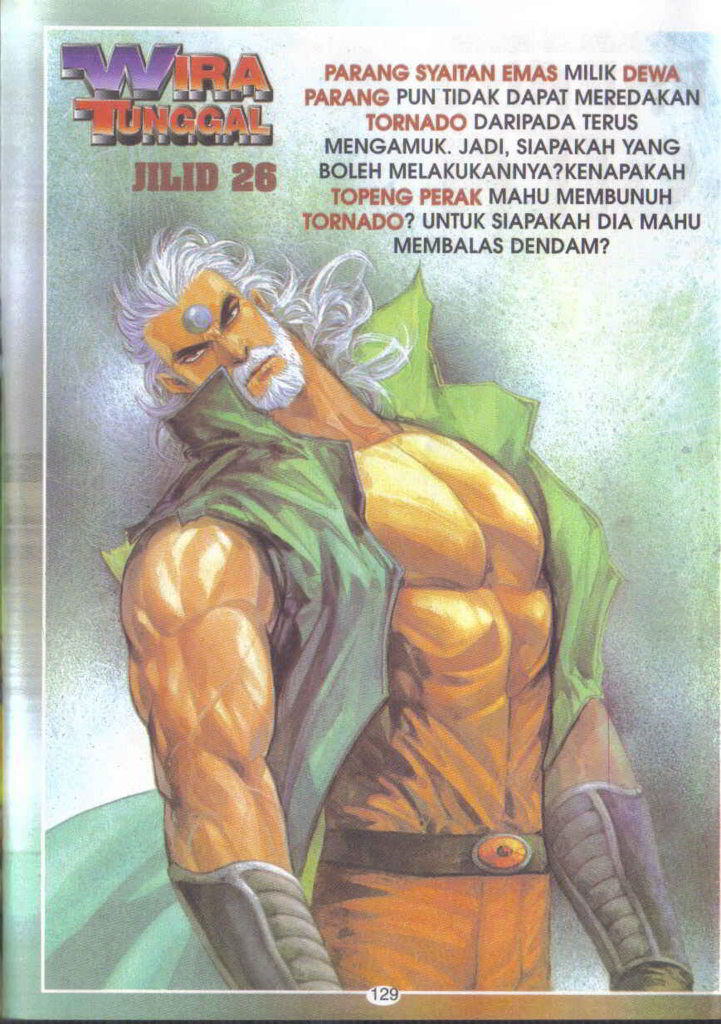 WIRA
TUNGGAL
JILID 26
PARANG SYAITAN EMAS MILIK DEWA
PARANG PUN TIDAK DAPAT MEREDAKAN
TORNADO DARIPADA TERUS
MENGAMUK. JADI, SIAPAKAH YANG
BOLEH MELAKUKANNYA?KENAPAKAH
TOPENG PERAK MAHU MEMBUNUH
TORNADO? UNTUK SIAPAKAH DIA MAHU
MEMBALAS DENDAM?
129